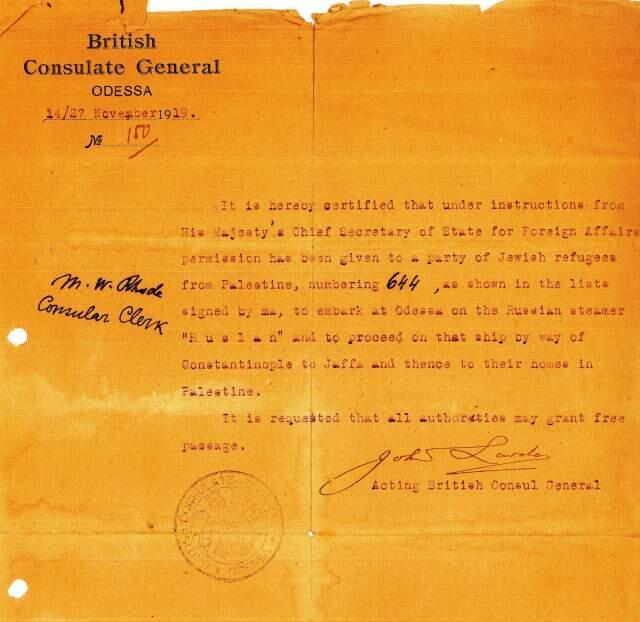 British
Consulate General
ODESSA
14/27 November 1919.
№ 150
It is hereby certified that under instructions from
His Majesty's Chief Secretary of State for Foreign Affairs
permission has been given to a party of Jewish refugees
from Palestine, numbering 644, as shown in the lists
signed by me, to embark at Odessa on the Russian steamer
"R u s l a n" and to proceed on that ship by way of
Constantinople to Jaffa and thence to their homes in
Palestine.
It is requested that all authorities may grant free
passage.
M. W. Rhode
Consular Clerk
John
Acting British Consul General
BRITISH CONSULATE